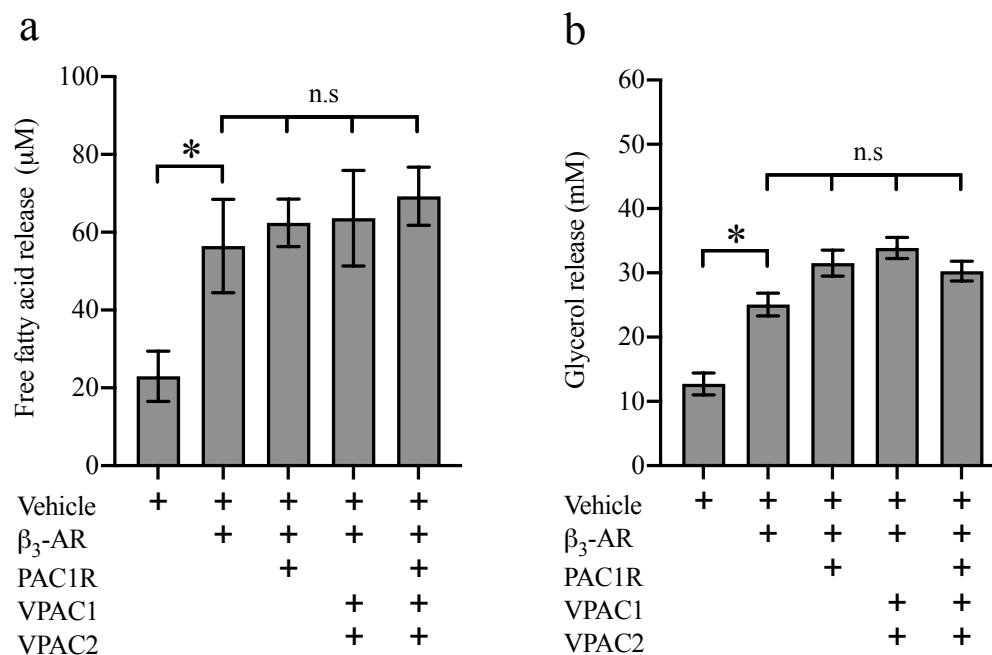 a
Free fatty acid release (μM)
100
80
60
40
20
0
*
n.s
Vehicle + + + + +
β₃-AR + + + +
PAC1R + +
VPAC1 + +
VPAC2 + +
b
Glycerol release (mM)
60
50
40
30
20
10
0
*
n.s
Vehicle + + + + +
β₃-AR + + + +
PAC1R + +
VPAC1 + +
VPAC2 + +